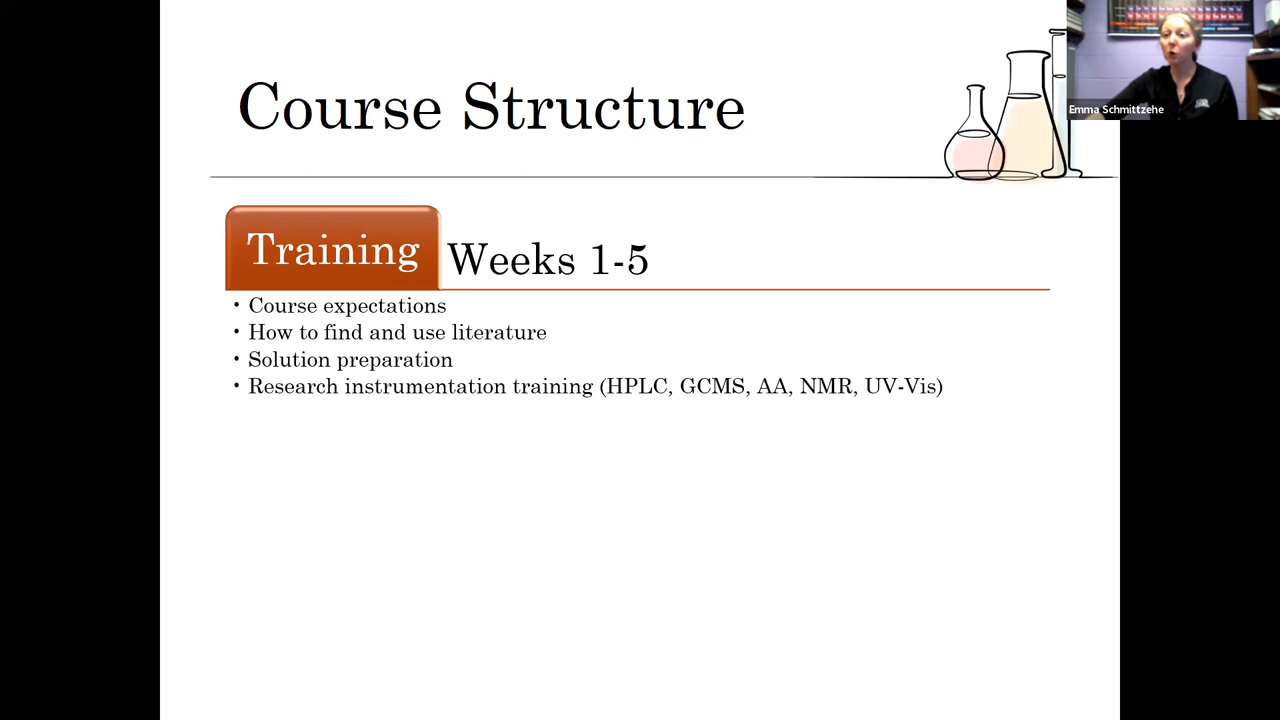 Course Structure
Emma Schmittzehe
Training Weeks 1-5
• Course expectations
• How to find and use literature
• Solution preparation
• Research instrumentation training (HPLC, GCMS, AA, NMR, UV-Vis)